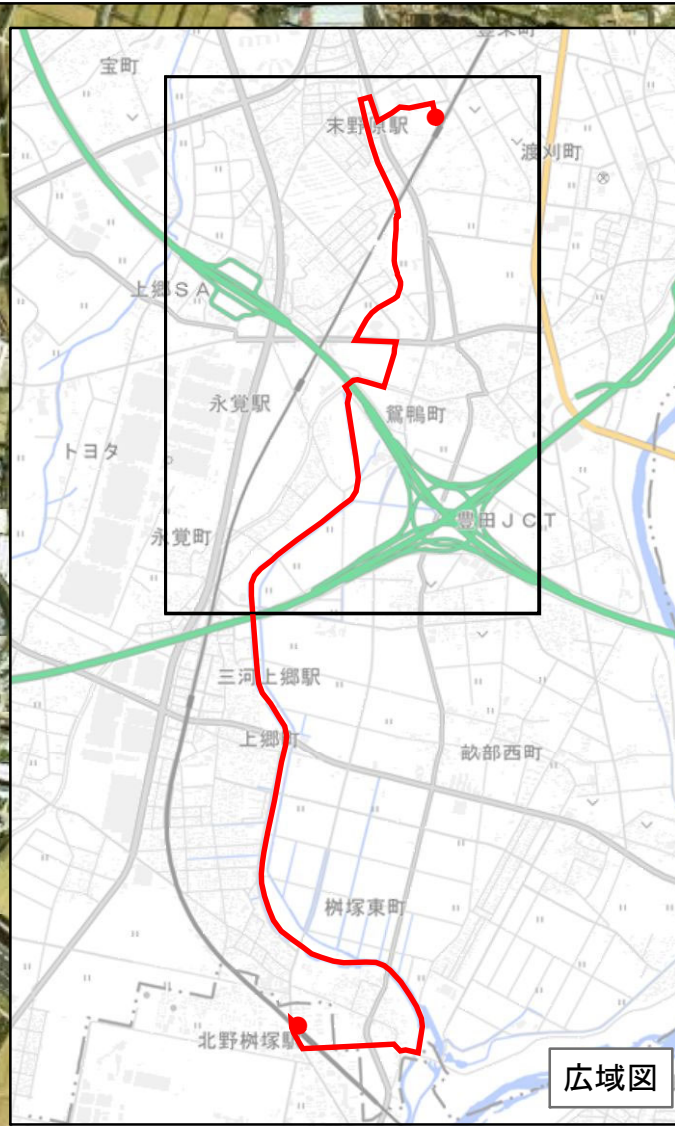 宝町
末野原駅
渡刈町
上郷SA
永覚駅
鴛鴨町
トヨタ
豊田JCT
永覚町
三河上郷駅
上郷町
畝部西町
桝塚東町
北野桝塚駅
広域図